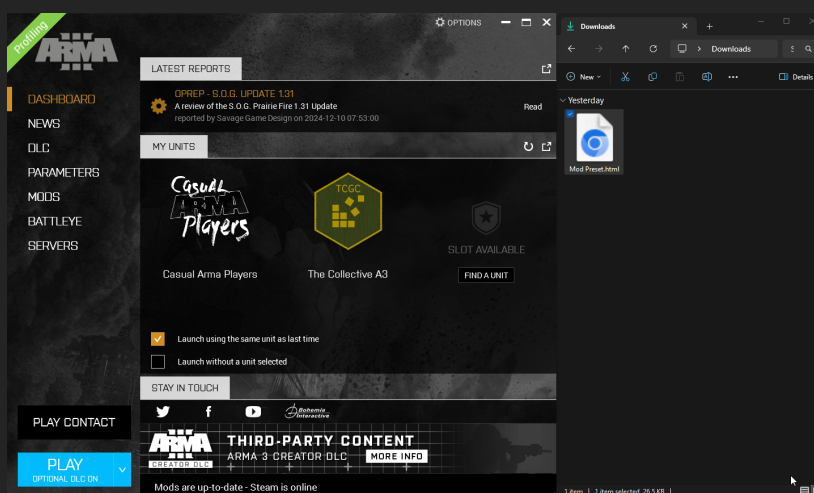 Profiling
ARMA
OPTIONS
LATEST REPORTS
OPREP - S.O.G. UPDATE 1.31
A review of the S.O.G. Prairie Fire 1.31 Update
reported by Savage Game Design on 2024-12-10 07:53:00
Read
DASHBOARD
NEWS
DLC
PARAMETERS
MODS
BATTLEYE
SERVERS
MY UNITS
Casual
ARMA
Players
TCGC
SLOT AVAILABLE
Casual Arma Players
The Collective A3
FIND A UNIT
Launch using the same unit as last time
Launch without a unit selected
STAY IN TOUCH
Bohemia
Interactive
PLAY CONTACT
PLAY
OPTIONAL DLC ON
ARMA
CREATOR DLC
THIRD-PARTY CONTENT
ARMA 3 CREATOR DLC
MORE INFO
Mods are up-to-date - Steam is online
Downloads
Downloads
New
Details
Yesterday
Mod Preset.html
1 item
1 item selected 26.5 KB